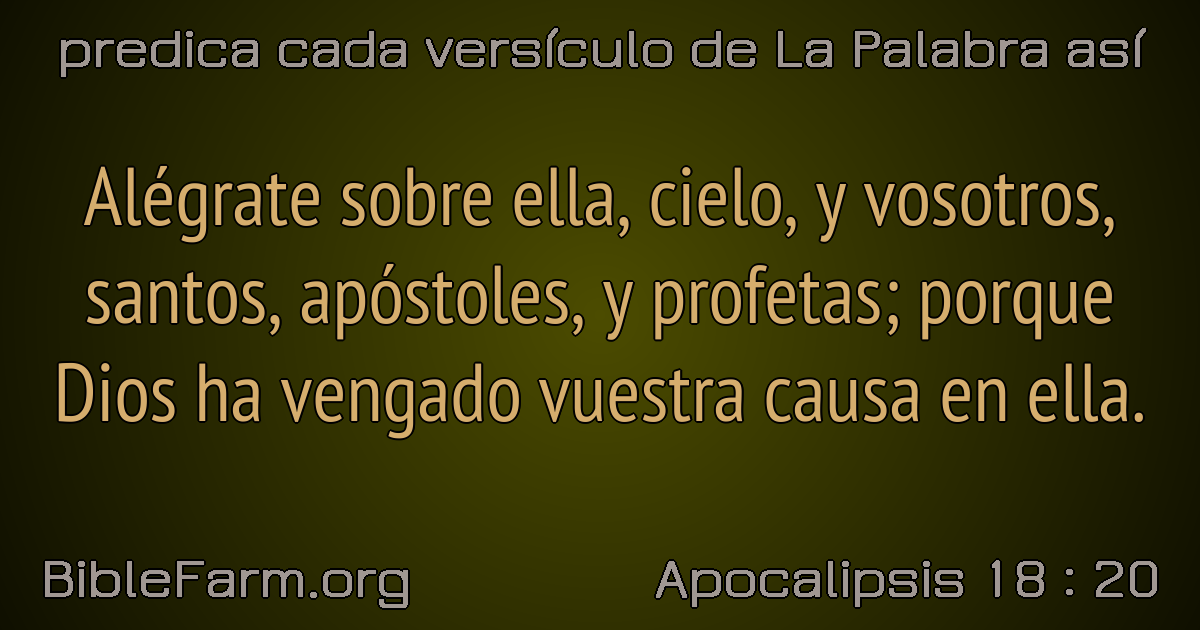 predica cada versículo de La Palabra así
Alégrate sobre ella, cielo, y vosotros,
santos, apóstoles, y profetas; porque
Dios ha vengado vuestra causa en ella.
BibleFarm.org
Apocalipsis 18 : 20